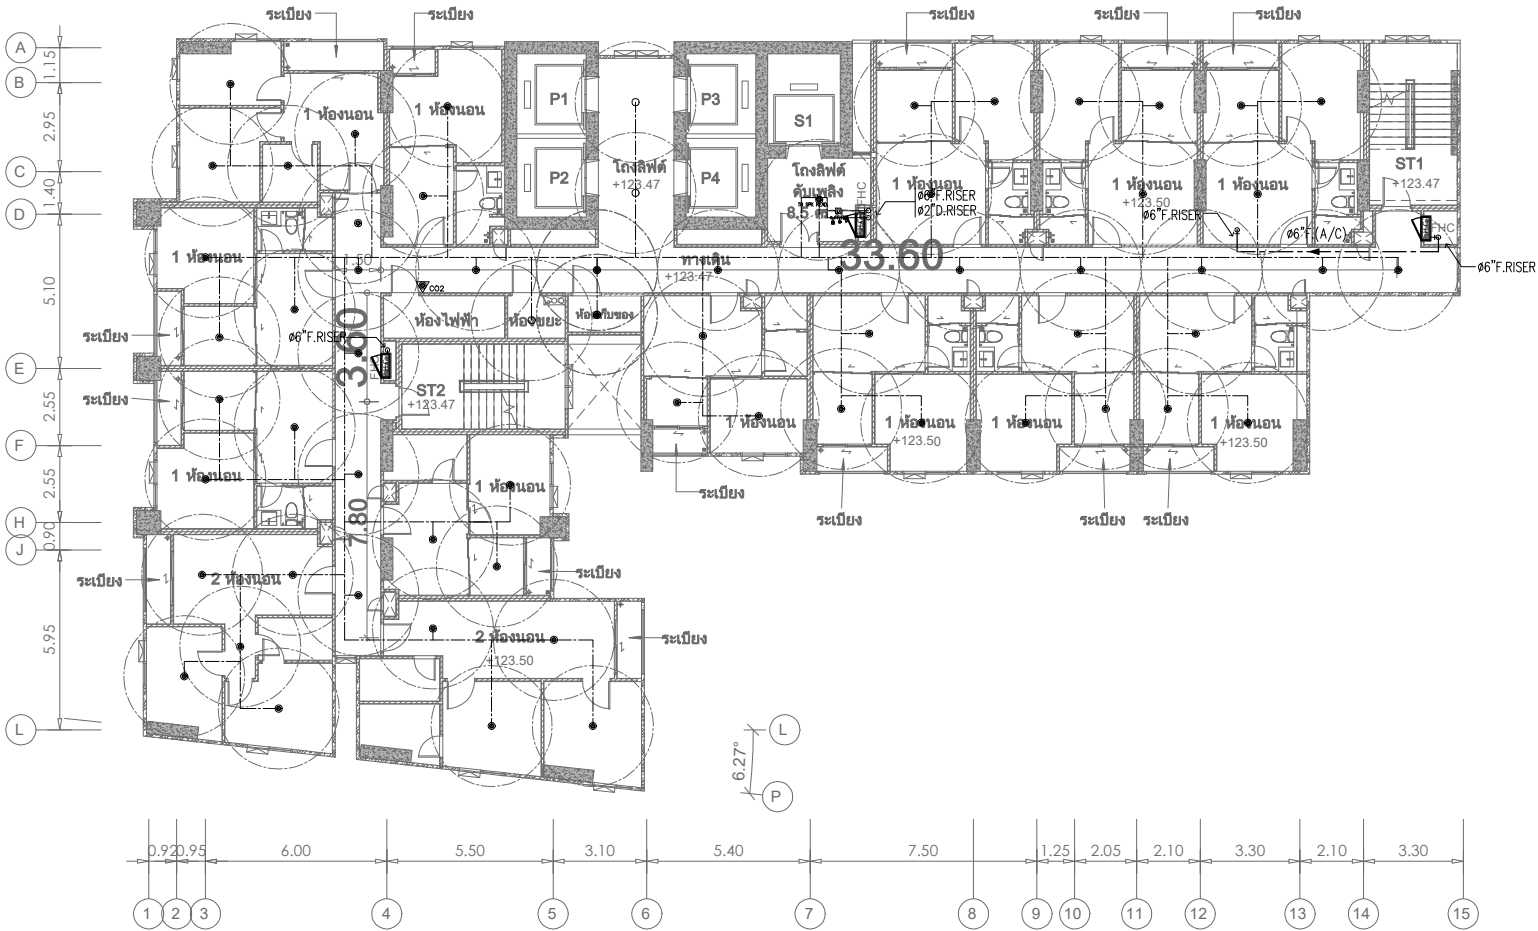 ระเบียง
ระเบียง
ระเบียง
ระเบียง
ระเบียง
A
1.15
B
P1
P3
1 ห้องนอน
1 ห้องนอน
2.95
S1
โถงลิฟต์
+123.47
โถงลิฟต์
ดับเพลิง
ST1
+123.47
C
P2
P4
1 ห้องนอน
1 ห้องนอน
+123.50
1 ห้องนอน
1.40
FHC
ø6"F.RISER
ø2"D.RISER
D
8.5
ø6"F.RISER
ø6"F.(A/C)
FHC
1 ห้องนอน
1.50
ทางเดิน
+123.47
33.60
ø6"F.RISER
5.10
CO2
ห้องไฟฟ้า
ห้องขยะ
ห้องเก็บของ
ระเบียง
ø6"F.RISER
3.60
E
ST2
+123.47
ระเบียง
2.55
1 ห้องนอน
1 ห้องนอน
+123.50
1 ห้องนอน
1 ห้องนอน
+123.50
F
1 ห้องนอน
1 ห้องนอน
2.55
ระเบียง
ระเบียง
ระเบียง
ระเบียง
H
7.80
0.90
J
ระเบียง
2 ห้องนอน
ระเบียง
5.95
2 ห้องนอน
+123.50
ระเบียง
L
L
6.27°
P
0.92
0.95
6.00
5.50
3.10
5.40
7.50
1.25
2.05
2.10
3.30
2.10
3.30
1
2
3
4
5
6
7
8
9
10
11
12
13
14
15